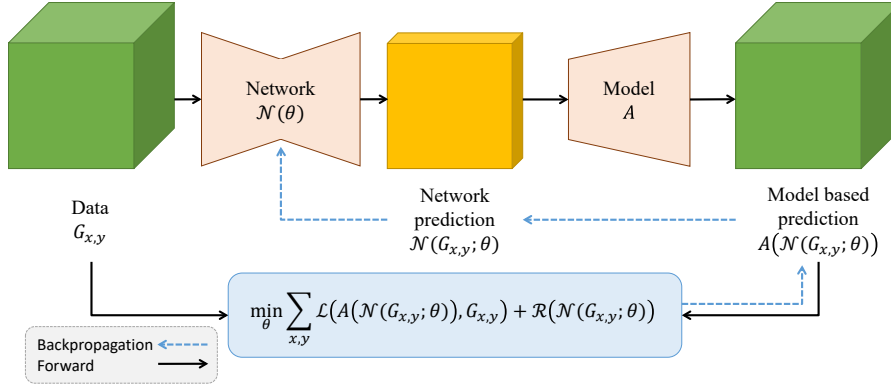 Network
𝒩(θ)
Model
A
Data
G_{x,y}
Network
prediction
𝒩(G_{x,y}; θ)
Model based
prediction
A(𝒩(G_{x,y}; θ))
min_θ ∑_{x,y} ℒ(A(𝒩(G_{x,y}; θ)), G_{x,y}) + ℛ(𝒩(G_{x,y}; θ))
Backpropagation
Forward